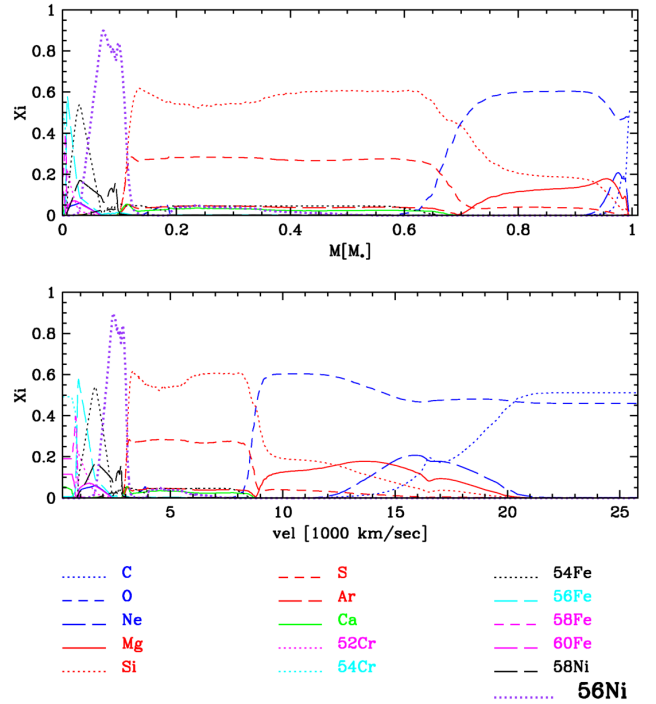 1
0.8
0.6
0.4
0.2
0
Xi
0 0.2 0.4 0.6 0.8 1
M[M*]
1
0.8
0.6
0.4
0.2
0
Xi
5 10 15 20 25
vel [1000 km/sec]
C S 54Fe
O Ar 56Fe
Ne Ca 58Fe
Mg 52Cr 60Fe
Si 54Cr 58Ni
56Ni